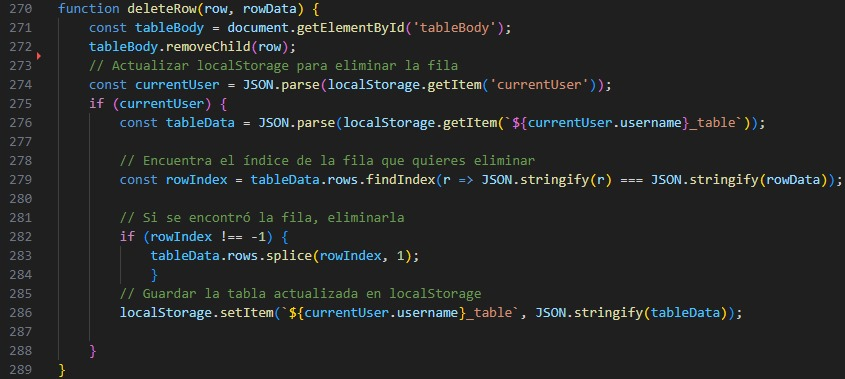 270 function deleteRow(row, rowData) {
271     const tableBody = document.getElementById('tableBody');
272     tableBody.removeChild(row);
273     // Actualizar localStorage para eliminar la fila
274     const currentUser = JSON.parse(localStorage.getItem('currentUser'));
275     if (currentUser) {
276         const tableData = JSON.parse(localStorage.getItem(`${currentUser.username}_table`));
277
278         // Encuentra el índice de la fila que quieres eliminar
279         const rowIndex = tableData.rows.findIndex(r => JSON.stringify(r) === JSON.stringify(rowData));
280
281         // Si se encontró la fila, eliminarla
282         if (rowIndex !== -1) {
283             tableData.rows.splice(rowIndex, 1);
284             }
285         // Guardar la tabla actualizada en localStorage
286         localStorage.setItem(`${currentUser.username}_table`, JSON.stringify(tableData));
287
288     }
289 }